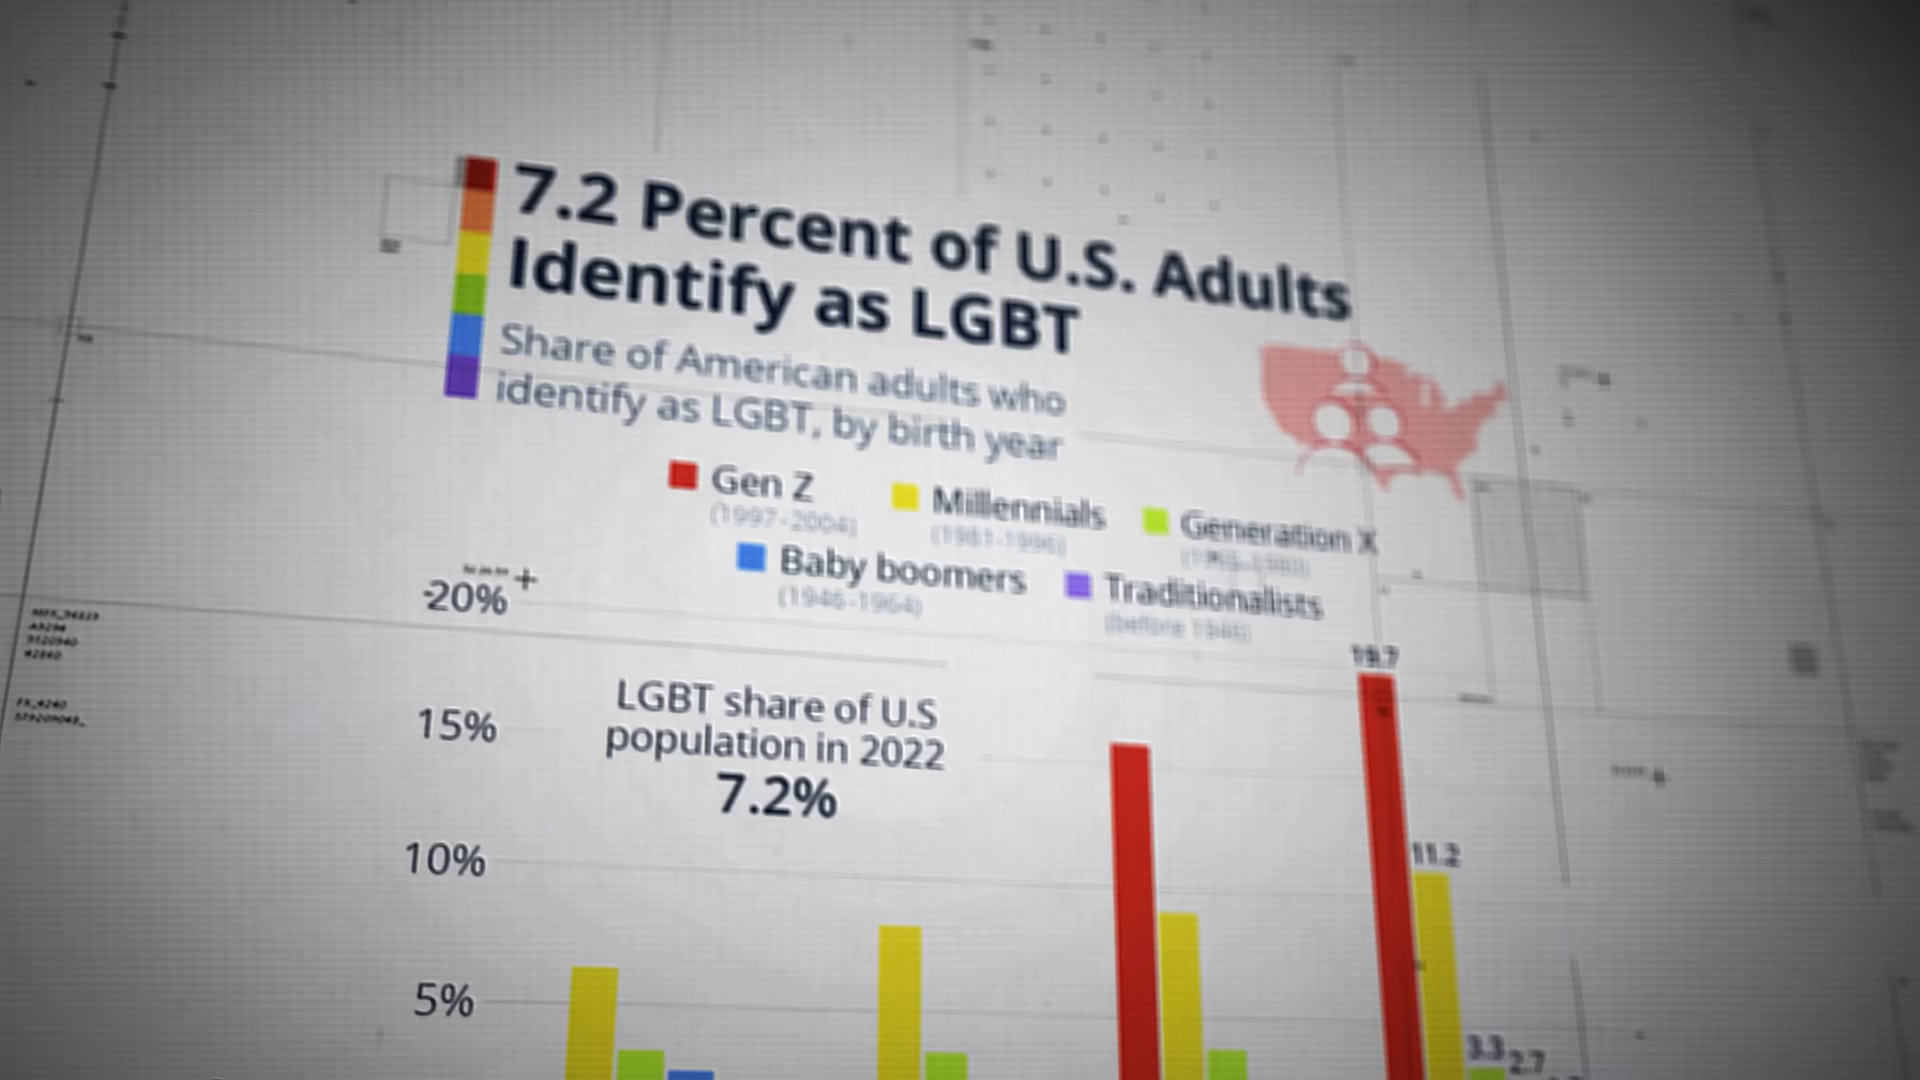 7.2 Percent of U.S. Adults
Identify as LGBT
Share of American adults who
identify as LGBT, by birth year
Gen Z
(1997-2004)
Millennials
(1981-1996)
Generation X
Baby boomers
(1946-1964)
Traditionalists
(before 1946)
20%
15%
10%
5%
LGBT share of U.S
population in 2022
7.2%
19.7
11.2
3.3
2.7